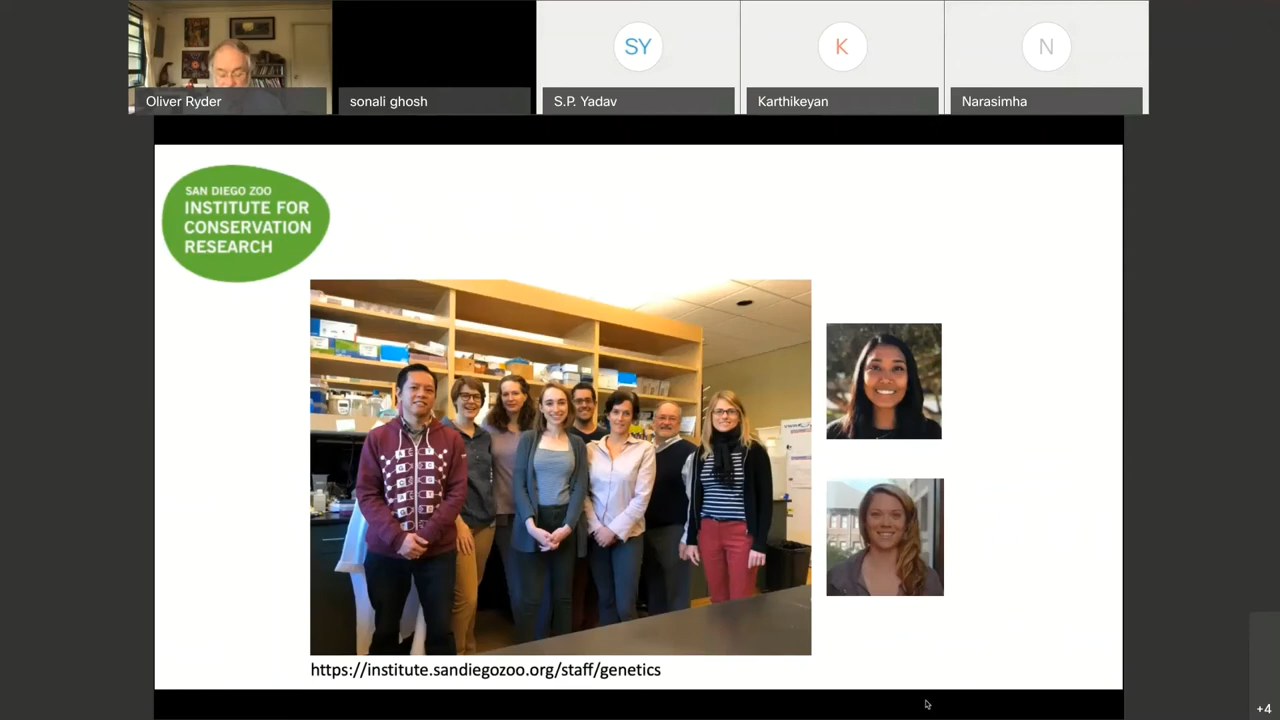 SY
K
N
Oliver Ryder
sonali ghosh
S.P. Yadav
Karthikeyan
Narasimha
SAN DIEGO ZOO
INSTITUTE FOR
CONSERVATION
RESEARCH
https://institute.sandiegozoo.org/staff/genetics
+4